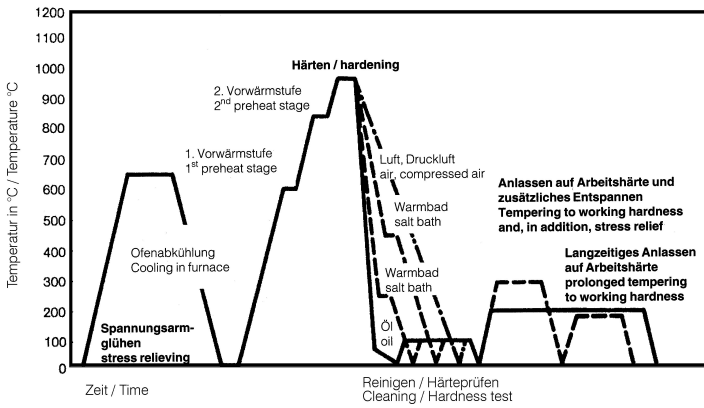 Temperatur in °C / Temperature °C
1200
1100
1000
900
800
700
600
500
400
300
200
100
0
Härten / hardening
2. Vorwärmstufe
2nd preheat stage
1. Vorwärmstufe
1st preheat stage
Luft, Druckluft
air, compressed air
Warmbad
salt bath
Warmbad
salt bath
Öl
oil
Ofenabkühlung
Cooling in furnace
Spannungsarm-
glühen
stress relieving
Anlassen auf Arbeitshärte und
zusätzliches Entspannen
Tempering to working hardness
and, in addition, stress relief
Langzeitiges Anlassen
auf Arbeitshärte
prolonged tempering
to working hardness
Zeit / Time
Reinigen / Härteprüfen
Cleaning / Hardness test